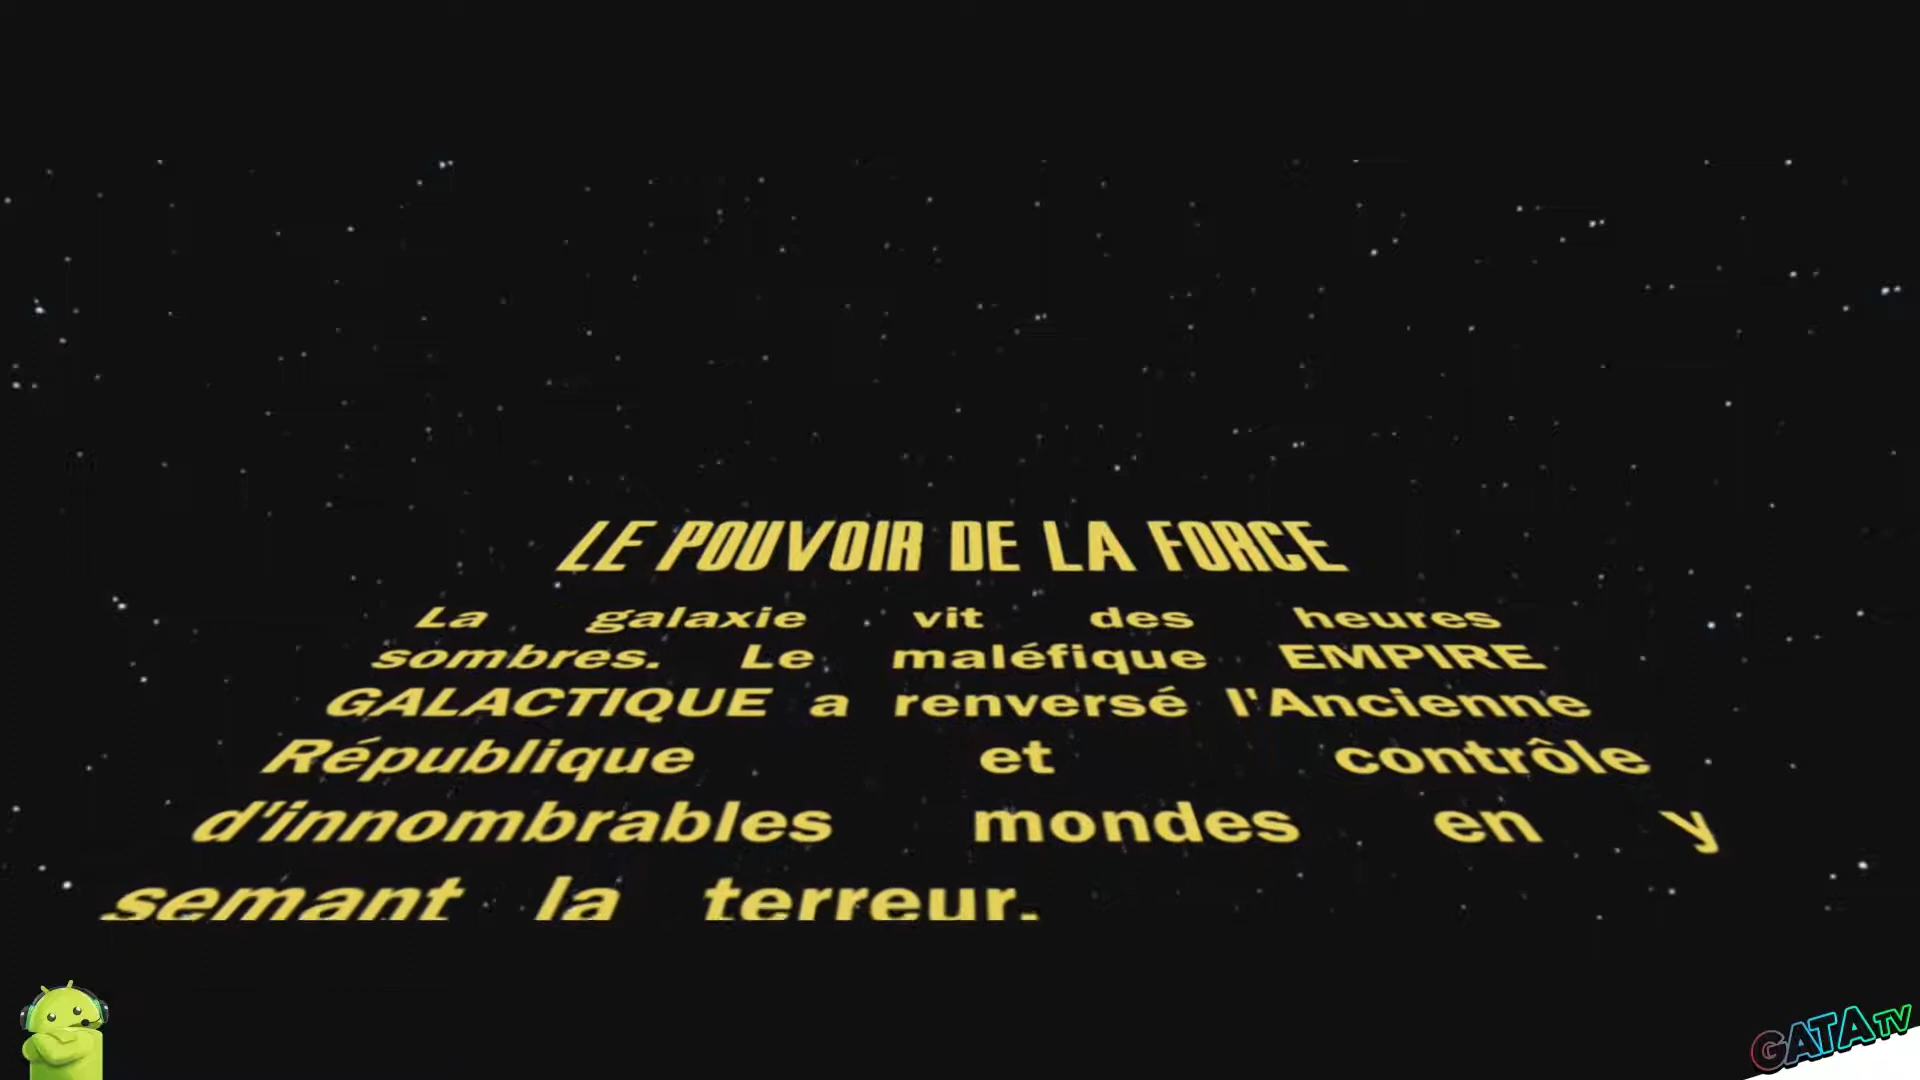 LE POUVOIR DE LA FORCE
La galaxie vit des heures
sombres. Le maléfique EMPIRE
GALACTIQUE a renversé l'Ancienne
République et contrôle
d'innombrables mondes en y
semant la terreur.
GATA TV